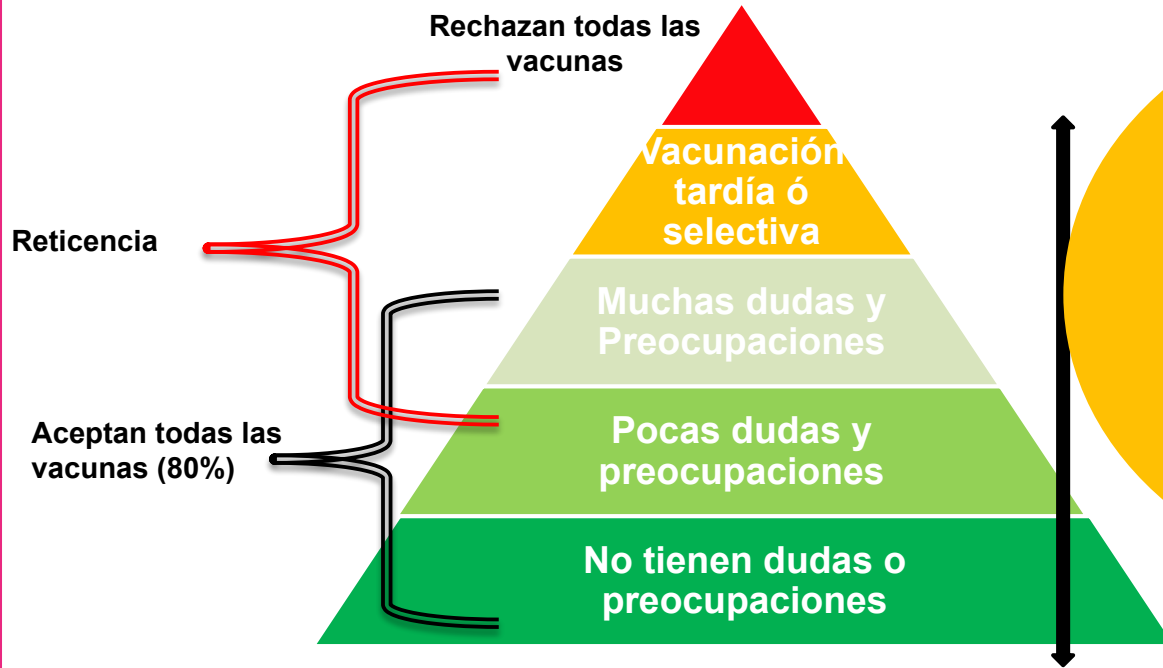 Rechazan todas las
vacunas
Vacunación
tardía ó
selectiva
Reticencia
Muchas dudas y
Preocupaciones
Aceptan todas las
vacunas (80%)
Pocas dudas y
preocupaciones
No tienen dudas o
preocupaciones